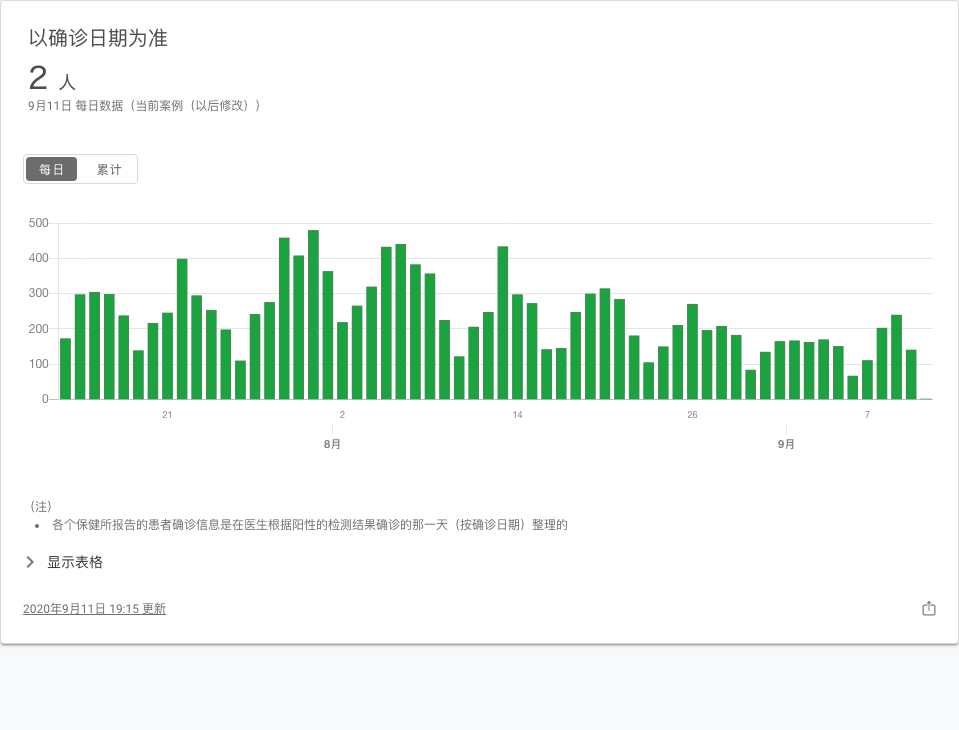 以确诊日期为准
2 人
9月11日 每日数据（当前案例（以后修改））
每日 累计
500
400
300
200
100
0
21 2 14 26 7
8月 9月
（注）
• 各个保健所报告的患者确诊信息是在医生根据阳性的检测结果确诊的那一天（按确诊日期）整理的
显示表格
2020年9月11日 19:15 更新